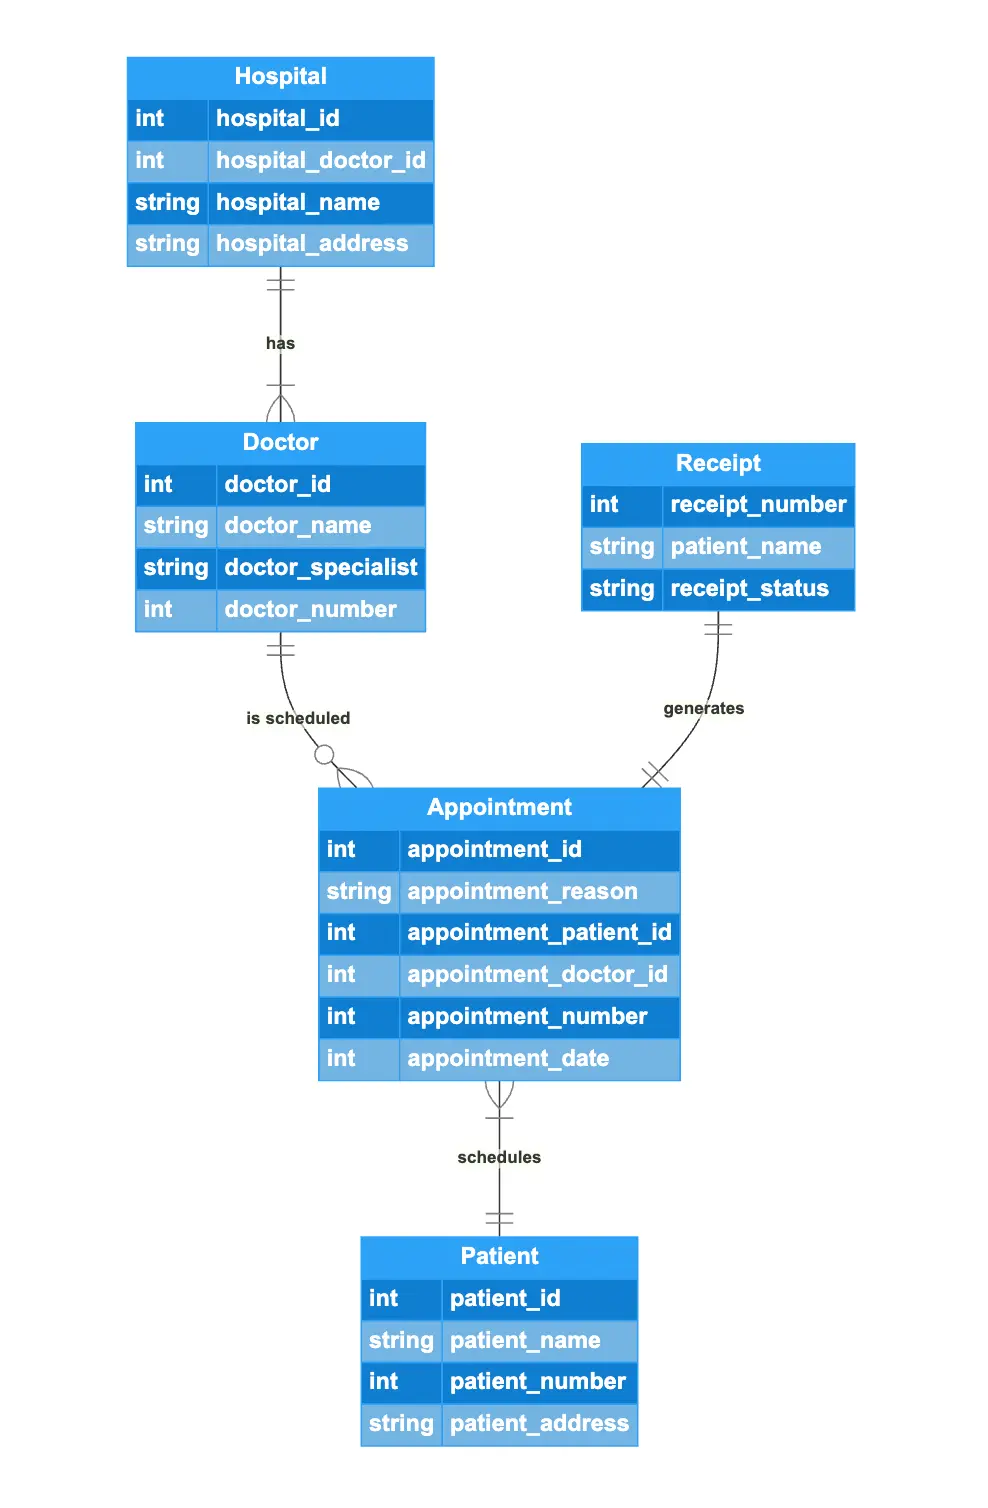 Hospital
int hospital_id
int hospital_doctor_id
string hospital_name
string hospital_address
has
Doctor
int doctor_id
string doctor_name
string doctor_specialist
int doctor_number
Receipt
int receipt_number
string patient_name
string receipt_status
is scheduled
generates
Appointment
int appointment_id
string appointment_reason
int appointment_patient_id
int appointment_doctor_id
int appointment_number
int appointment_date
schedules
Patient
int patient_id
string patient_name
int patient_number
string patient_address